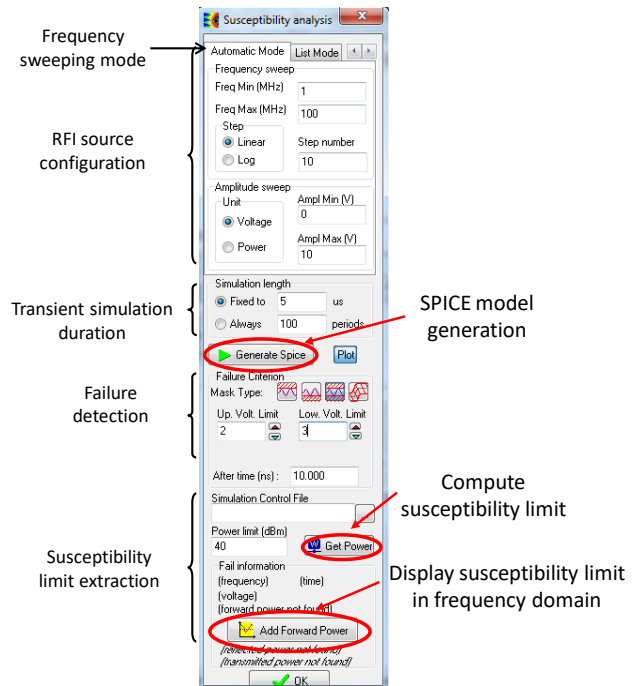 Susceptibility analysis
Frequency
sweeping mode
Automatic Mode
List Mode
Frequency sweep
Freq Min (MHz)
1
Freq Max (MHz)
100
Step
Linear
Step number
Log
10
RFI source
configuration
Amplitude sweep
Unit
Ampl Min (V)
0
Voltage
Ampl Max (V)
Power
10
Simulation length
Fixed to
5
us
Always
100
periods
Transient simulation
duration
SPICE model
generation
Generate Spice
Plot
Failure Criterion
Mask Type:
Up. Volt. Limit
Low. Volt. Limit
2
3
After time (ns) :
10.000
Failure
detection
Simulation Control File
...
Power limit (dBm)
40
W
Get Power
Compute
susceptibility limit
Fail information
(frequency)
(time)
(voltage)
(forward power not found)
Add Forward Power
(reflected power not found)
(transmitted power not found)
OK
Susceptibility
limit extraction
Display susceptibility limit
in frequency domain